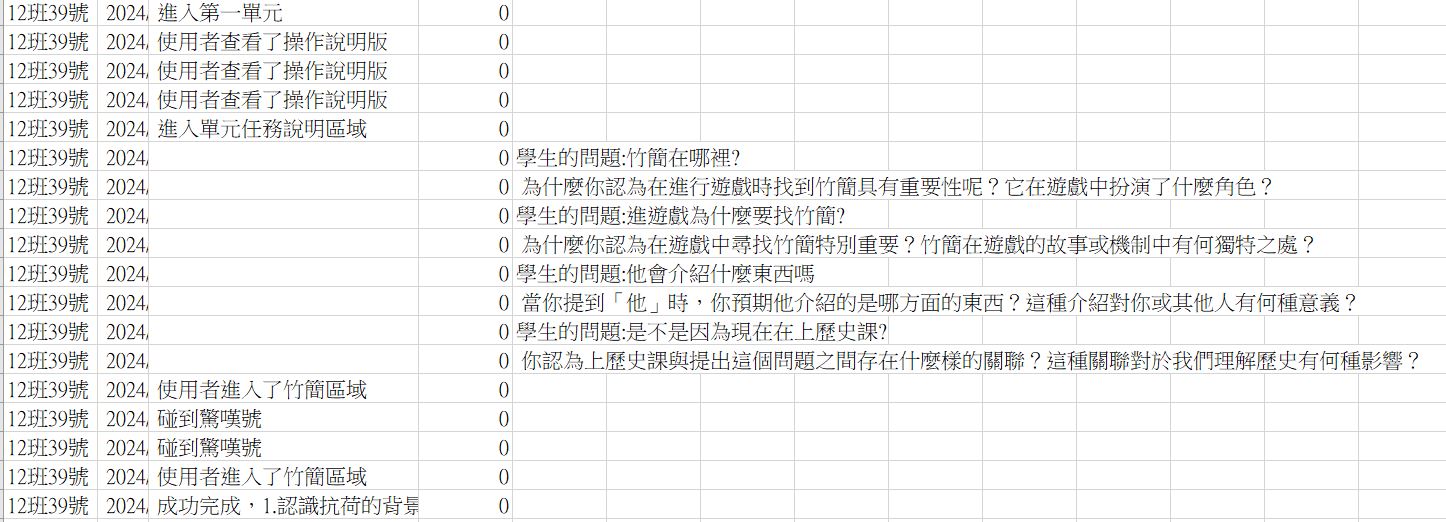 12班39號 2024/ 進入第一單元 0
12班39號 2024/ 使用者查看了操作說明版 0
12班39號 2024/ 使用者查看了操作說明版 0
12班39號 2024/ 使用者查看了操作說明版 0
12班39號 2024/ 進入單元任務說明區域 0
12班39號 2024/ 0 學生的問題:竹簡在哪裡?
12班39號 2024/ 0 為什麼你認為在進行遊戲時找到竹簡具有重要性呢？它在遊戲中扮演了什麼角色？
12班39號 2024/ 0 學生的問題:進遊戲為什麼要找竹簡?
12班39號 2024/ 0 為什麼你認為在遊戲中尋找竹簡特別重要？竹簡在遊戲的故事或機制中有何獨特之處？
12班39號 2024/ 0 學生的問題:他會介紹什麼東西嗎
12班39號 2024/ 0 當你提到「他」時，你預期他介紹的是哪方面的東西？這種介紹對你或其他人有何種意義？
12班39號 2024/ 0 學生的問題:是不是因為現在在上歷史課?
12班39號 2024/ 0 你認為上歷史課與提出這個問題之間存在什麼樣的關聯？這種關聯對於我們理解歷史有何種影響？
12班39號 2024/ 使用者進入了竹簡區域 0
12班39號 2024/ 碰到驚嘆號 0
12班39號 2024/ 碰到驚嘆號 0
12班39號 2024/ 使用者進入了竹簡區域 0
12班39號 2024/ 成功完成，1.認識抗荷的背景 0